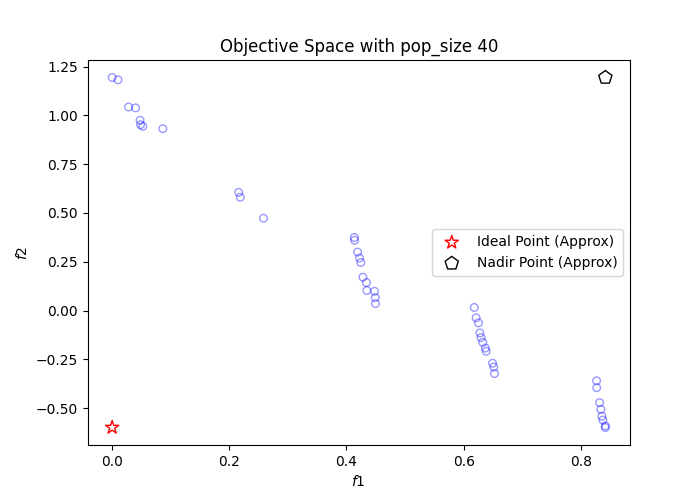 Objective Space with pop_size 40
1.25
1.00
0.75
0.50
0.25
0.00
−0.25
−0.50
f2
Ideal Point (Approx)
Nadir Point (Approx)
0.0 0.2 0.4 0.6 0.8
f1